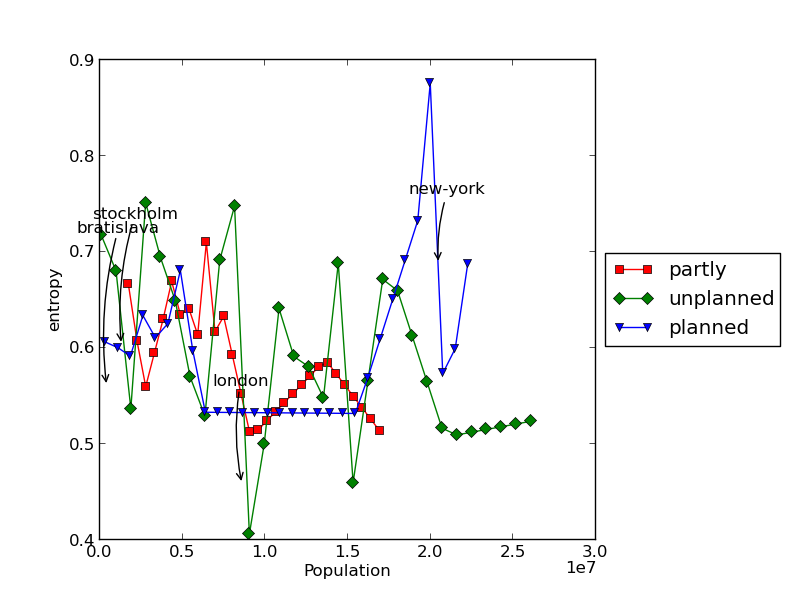 0.9
0.8
0.7
0.6
0.5
0.4
entropy
stockholm
bratislava
new-york
london
0.0 0.5 1.0 1.5 2.0 2.5 3.0
1e7
Population
partly
unplanned
planned